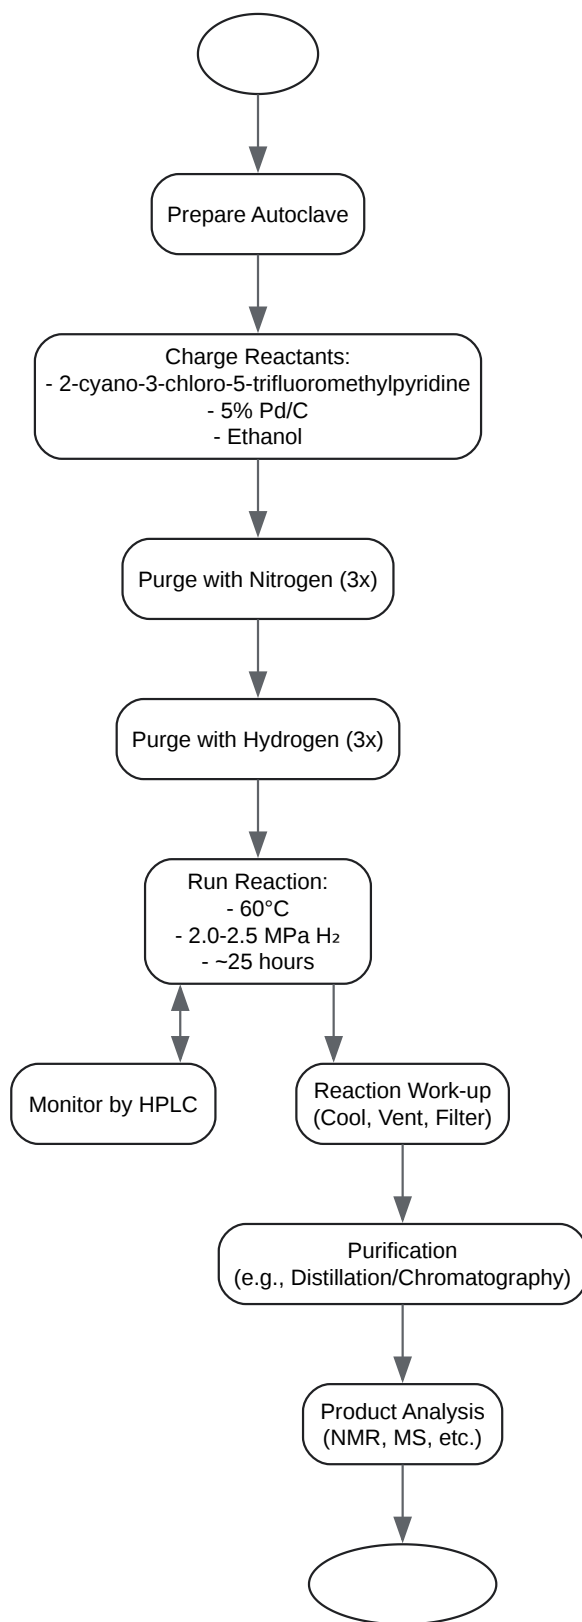 Prepare Autoclave
Charge Reactants:
- 2-cyano-3-chloro-5-trifluoromethylpyridine
- 5% Pd/C
- Ethanol
Purge with Nitrogen (3x)
Purge with Hydrogen (3x)
Run Reaction:
- 60°C
- 2.0-2.5 MPa H₂
- ~25 hours
Monitor by HPLC
Reaction Work-up
(Cool, Vent, Filter)
Purification
(e.g., Distillation/Chromatography)
Product Analysis
(NMR, MS, etc.)